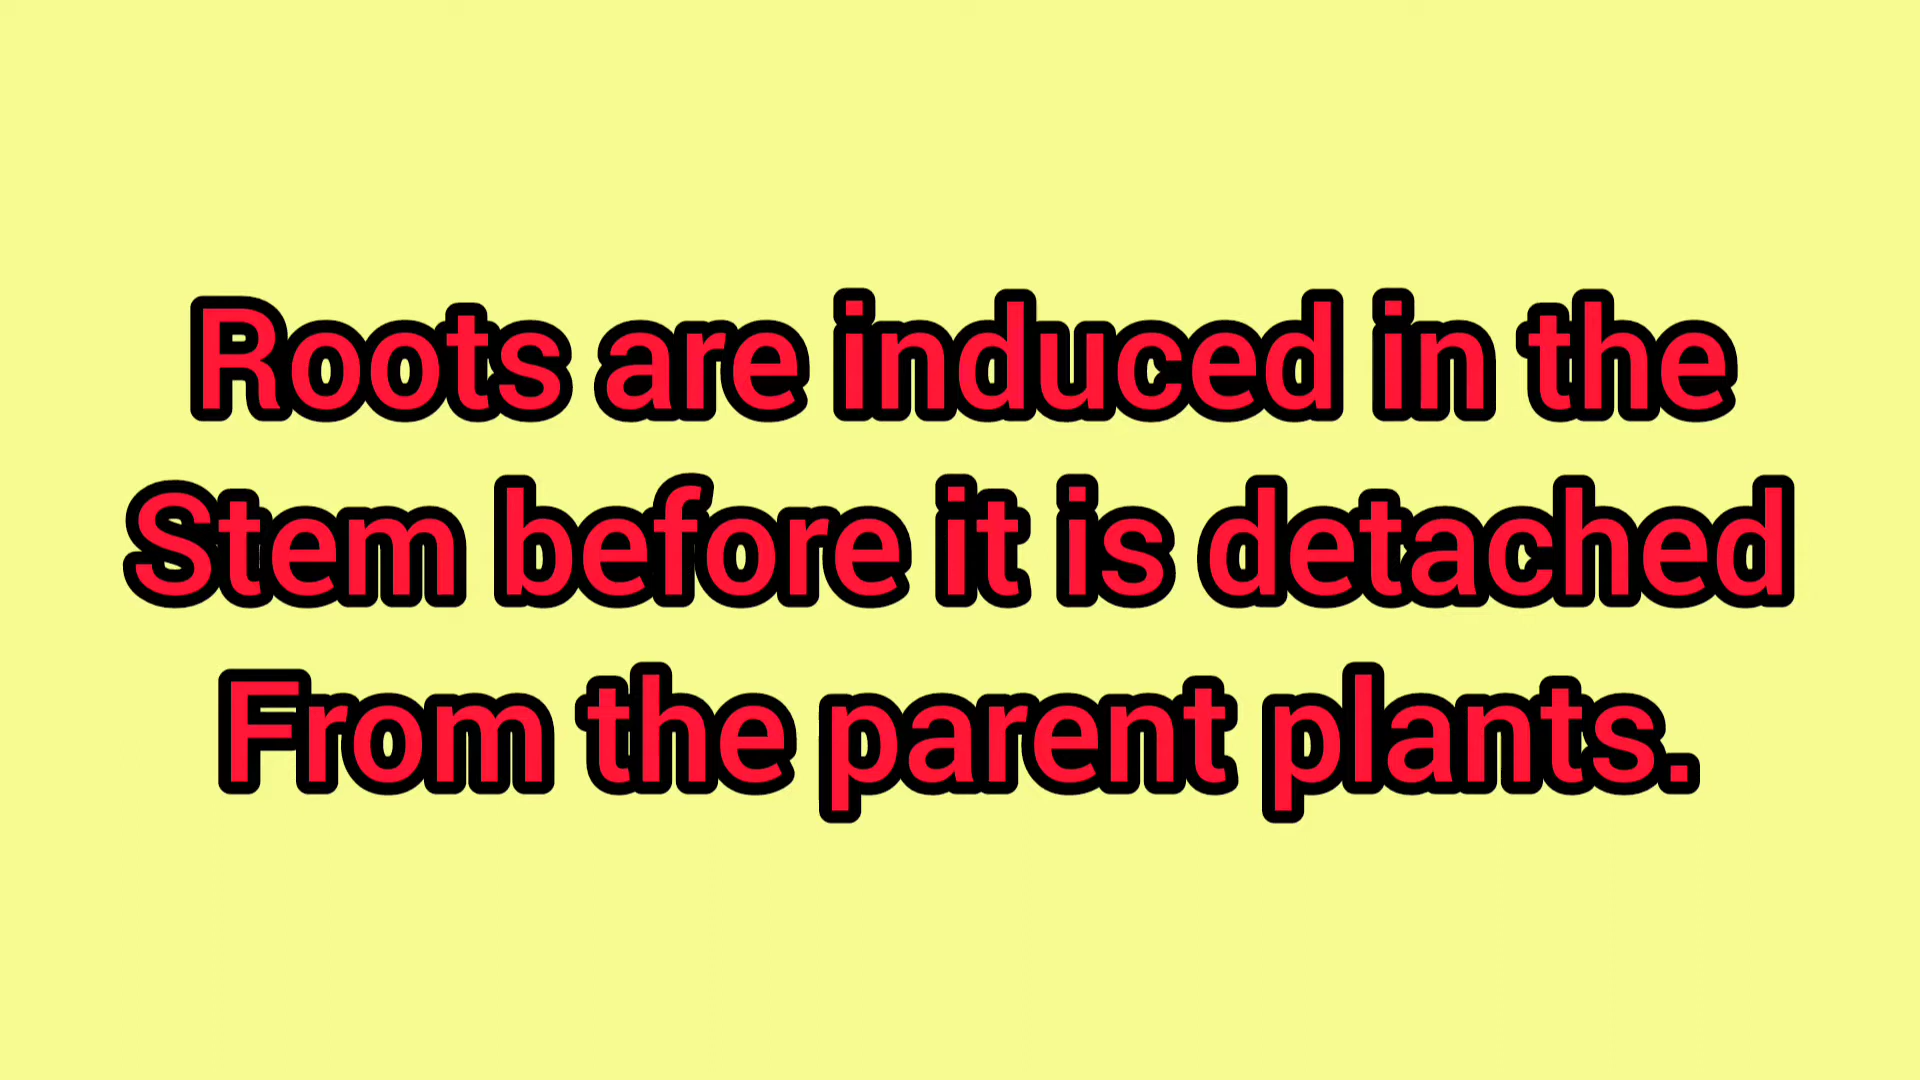 Roots are induced in the
Stem before it is detached
From the parent plants.